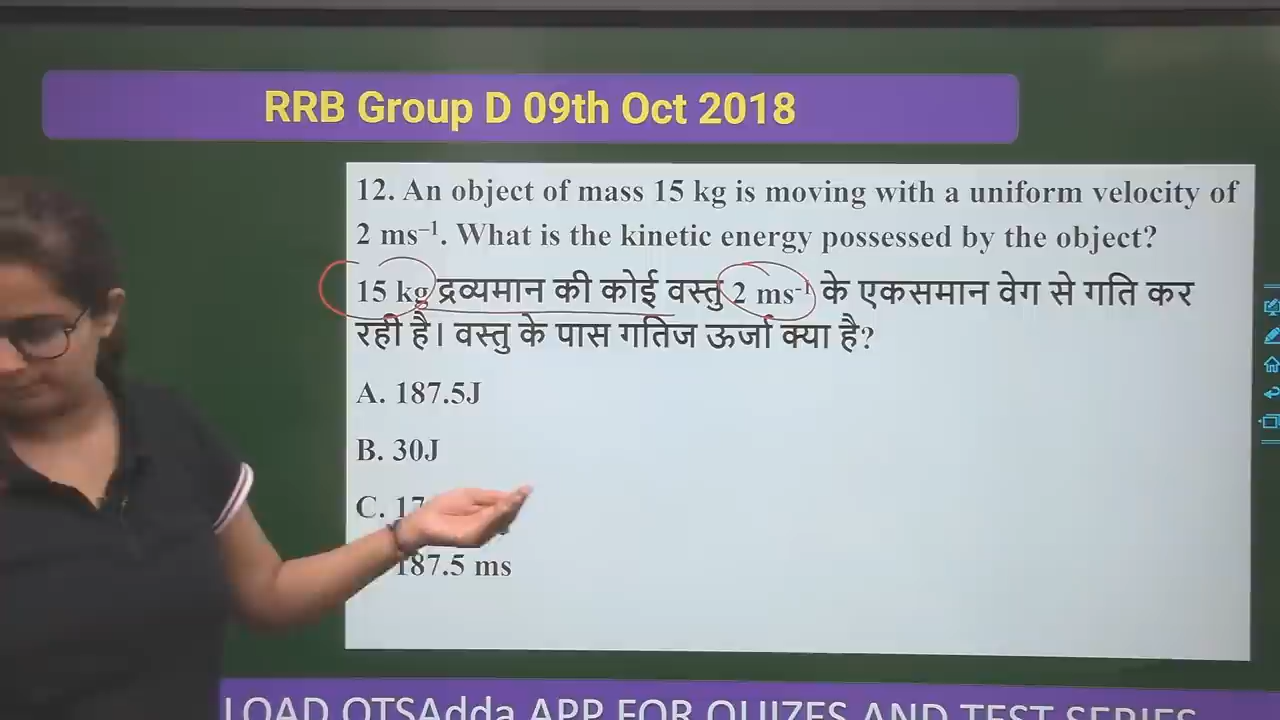 RRB Group D 09th Oct 2018
12. An object of mass 15 kg is moving with a uniform velocity of
2 ms⁻¹. What is the kinetic energy possessed by the object?
15 kg द्रव्यमान की कोई वस्तु 2 ms⁻¹ के एकसमान वेग से गति कर
रही है। वस्तु के पास गतिज ऊर्जा क्या है?
A. 187.5J
B. 30J
C.
187.5 ms
LOAD QTSAdda APP FOR QUIZES AND TEST SERIES